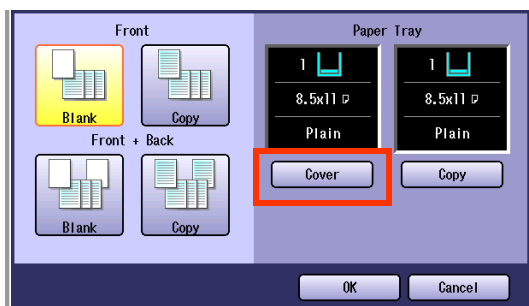 Front
Blank
Copy
Front + Back
Blank
Copy
Paper Tray
1
8.5x11
Plain
Cover
1
8.5x11
Plain
Copy
OK
Cancel